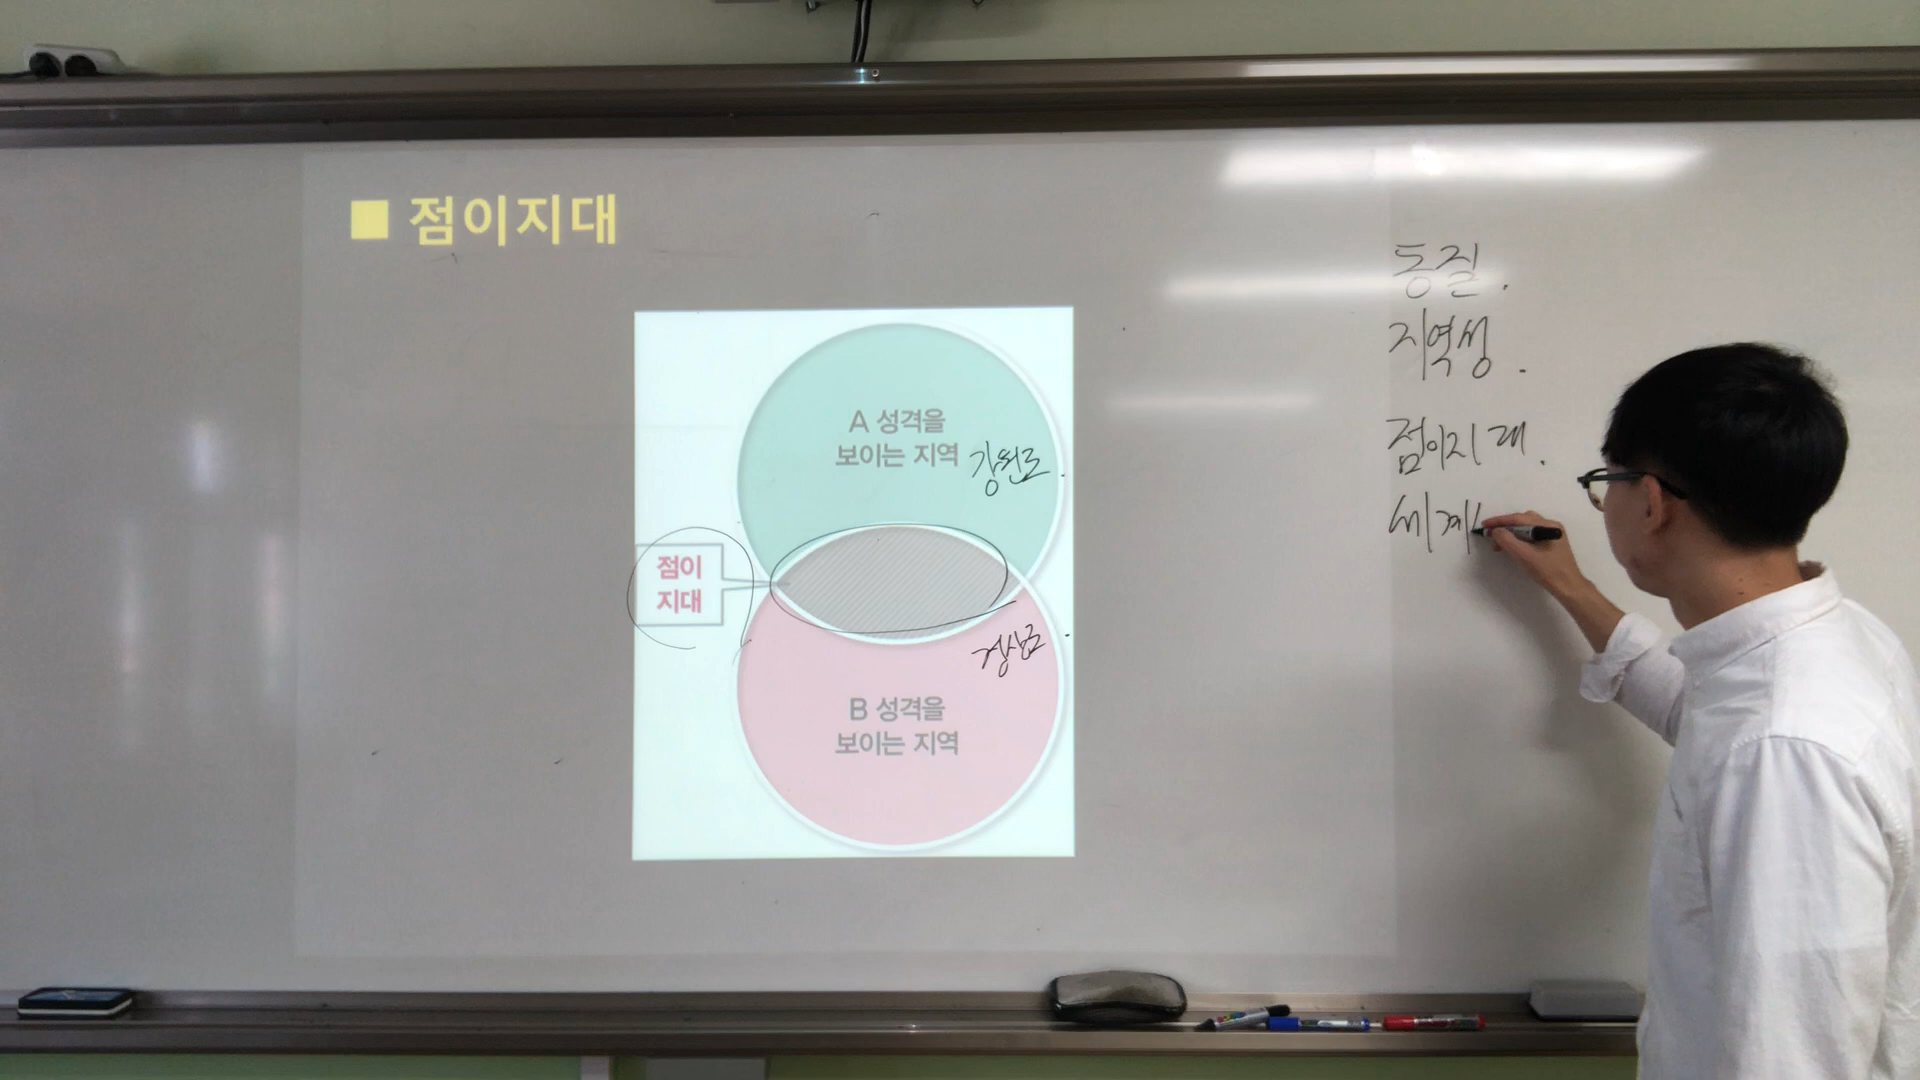 ■ 점이지대
A 성격을
보이는 지역
강원도.
점이
지대
경상도.
B 성격을
보이는 지역
동질.
지역성.
점이지대.
세계